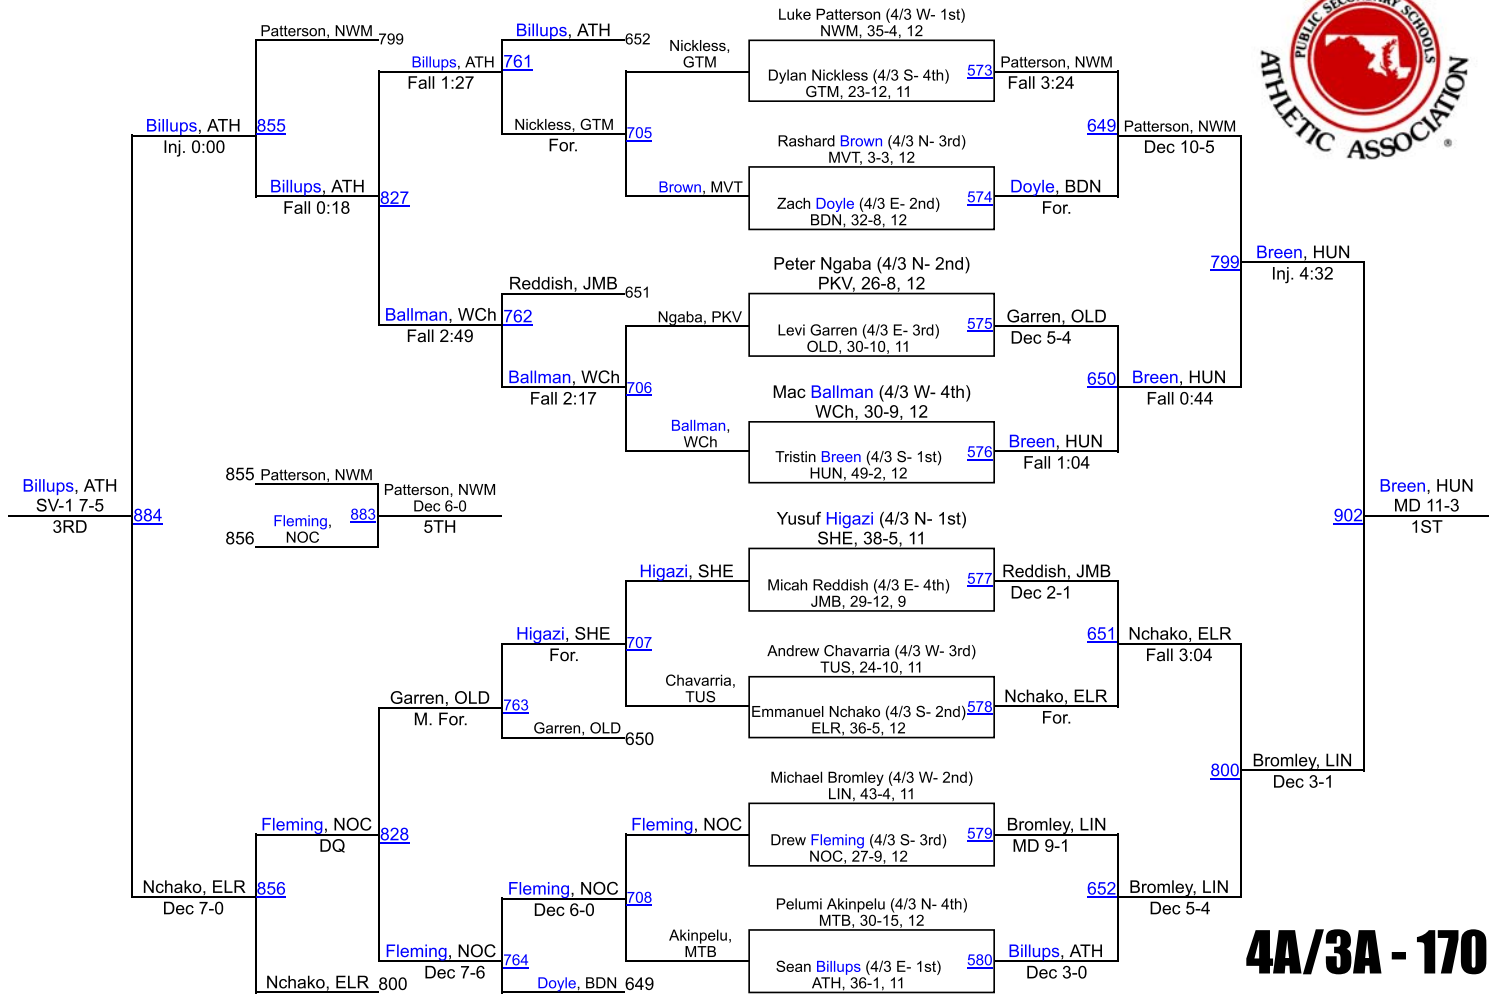 PUBLIC SECONDARY SCHOOLS
ATHLETIC ASSOCIATION
®
Luke Patterson (4/3 W- 1st)
NWM, 35-4, 12
Dylan Nickless (4/3 S- 4th)
GTM, 23-12, 11
573
Rashard Brown (4/3 N- 3rd)
MVT, 3-3, 12
Zach Doyle (4/3 E- 2nd)
BDN, 32-8, 12
574
Peter Ngaba (4/3 N- 2nd)
PKV, 26-8, 12
Levi Garren (4/3 E- 3rd)
OLD, 30-10, 11
575
Mac Ballman (4/3 W- 4th)
WCh, 30-9, 12
Tristin Breen (4/3 S- 1st)
HUN, 49-2, 12
576
Yusuf Higazi (4/3 N- 1st)
SHE, 38-5, 11
Micah Reddish (4/3 E- 4th)
JMB, 29-12, 9
577
Andrew Chavarria (4/3 W- 3rd)
TUS, 24-10, 11
Emmanuel Nchako (4/3 S- 2nd)
ELR, 36-5, 12
578
Michael Bromley (4/3 W- 2nd)
LIN, 43-4, 11
Drew Fleming (4/3 S- 3rd)
NOC, 27-9, 12
579
Pelumi Akinpelu (4/3 N- 4th)
MTB, 30-15, 12
Sean Billups (4/3 E- 1st)
ATH, 36-1, 11
580
Patterson, NWM
Fall 3:24
Doyle, BDN
For.
649
Garren, OLD
Dec 5-4
Breen, HUN
Fall 1:04
650
Reddish, JMB
Dec 2-1
Nchako, ELR
For.
651
Bromley, LIN
MD 9-1
Billups, ATH
Dec 3-0
652
Patterson, NWM
Dec 10-5
Breen, HUN
Fall 0:44
799
Nchako, ELR
Fall 3:04
Bromley, LIN
Dec 5-4
800
Breen, HUN
Inj. 4:32
Bromley, LIN
Dec 3-1
902
Breen, HUN
MD 11-3
1ST
Nickless,
GTM
Brown, MVT
705
Ngaba, PKV
Ballman,
WCh
706
Higazi, SHE
Chavarria,
TUS
707
Fleming, NOC
Akinpelu,
MTB
708
Billups, ATH
652
Nickless, GTM
For.
761
Reddish, JMB
651
Ballman, WCh
Fall 2:17
762
Higazi, SHE
For.
Garren, OLD
650
763
Fleming, NOC
Dec 6-0
Doyle, BDN
649
764
Billups, ATH
Fall 1:27
Ballman, WCh
Fall 2:49
827
Garren, OLD
M. For.
Fleming, NOC
Dec 7-6
828
Patterson, NWM
799
Billups, ATH
Fall 0:18
855
Fleming, NOC
DQ
Nchako, ELR
800
856
Billups, ATH
Inj. 0:00
Nchako, ELR
Dec 7-0
884
Billups, ATH
SV-1 7-5
3RD
855
Patterson, NWM
856
Fleming,
NOC
883
Patterson, NWM
Dec 6-0
5TH
4A/3A - 170